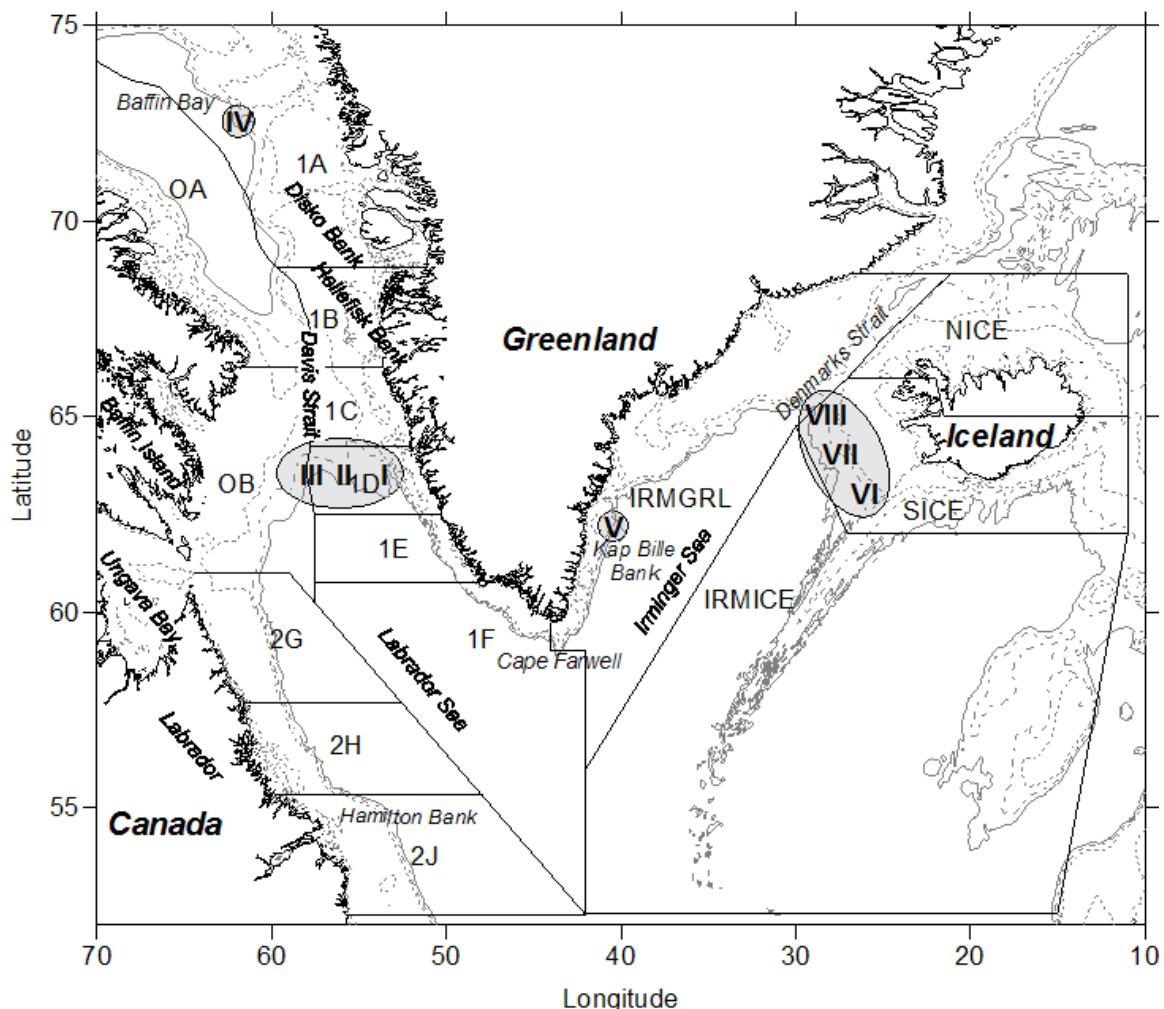 75
Baffin Bay
IV
1A
OA
Disko Bank
70
Hellefisk Bank
1B
Greenland
Denmarks Strait
NICE
Davis Strait
65
1C
VIII
Iceland
Baffin Island
VII
III
II
1D
I
OB
VI
IRMGRL
SICE
V
Kap Bille
Bank
1E
Irminger See
Ungava Bay
IRMICE
60
2G
1F
Cape Farwell
Labrador See
Labrador
2H
55
Hamilton Bank
Canada
2J
70
60
50
40
30
20
10
Latitude
Longitude